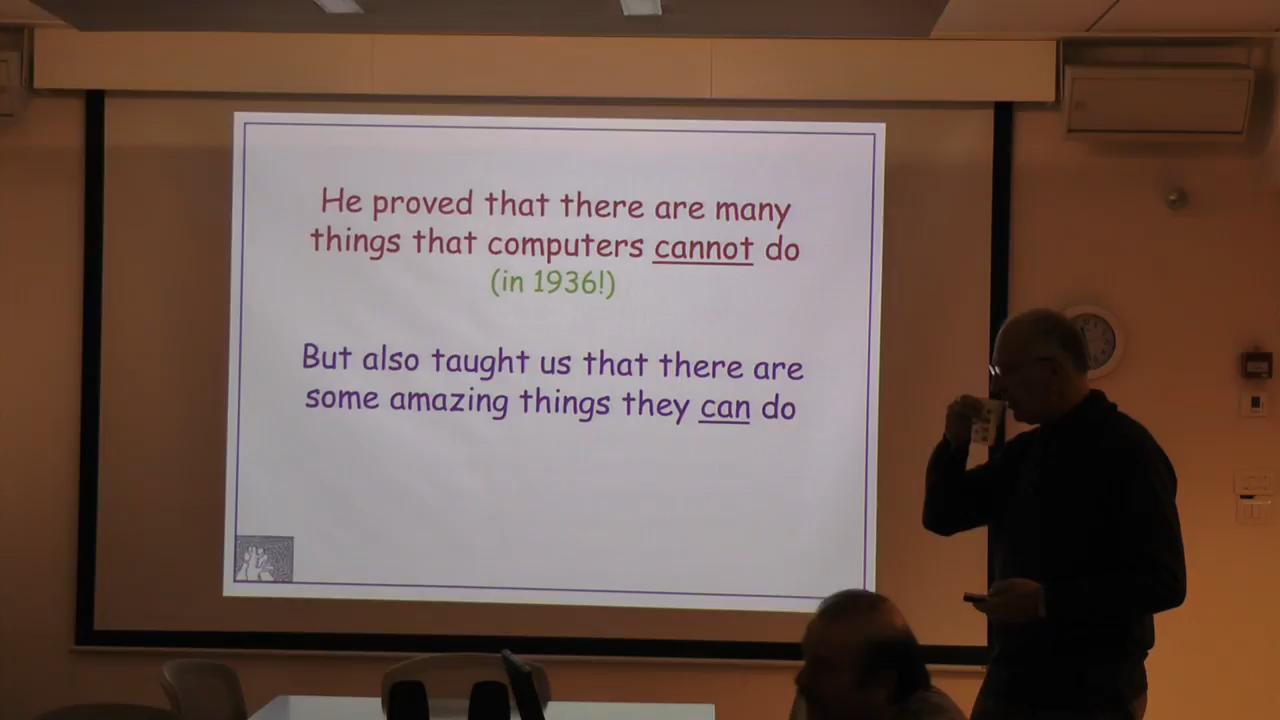 He proved that there are many
things that computers cannot do
(in 1936!)
But also taught us that there are
some amazing things they can do